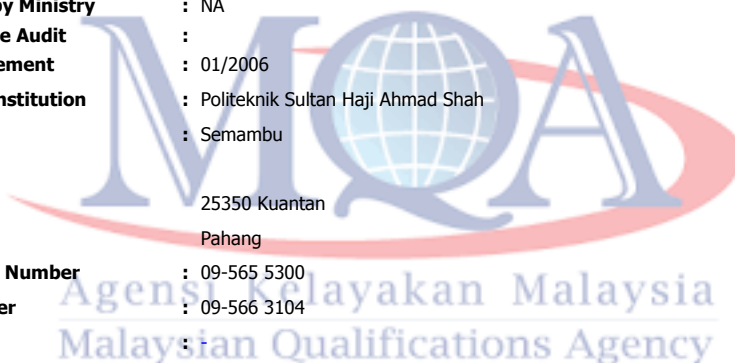 by Ministry : NA
e Audit :
ement : 01/2006
nstitution : Politeknik Sultan Haji Ahmad Shah
: Semambu
25350 Kuantan
Pahang
Number : 09-565 5300
er : 09-566 3104
: -
MQA
Agensi Kelayakan Malaysia
Malaysian Qualifications Agency